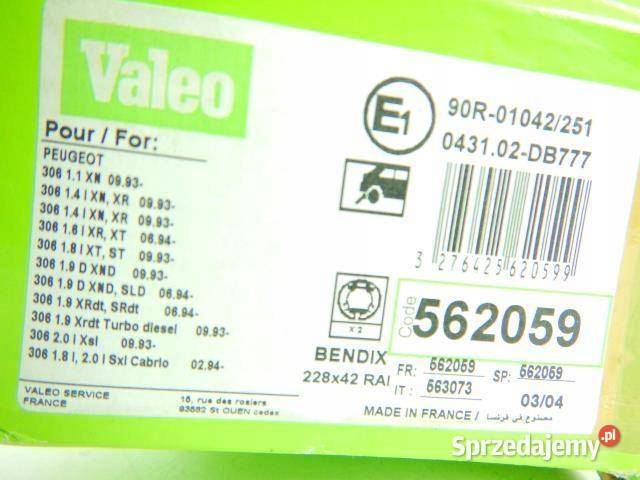 Valeo
Pour / For:
PEUGEOT
306 1.1 XN 09.93-
306 1.4 I XN, XR 09.93-
306 1.4 I XN, XR 09.93-
306 1.6 I XR, XT 06.94-
306 1.8 I XT, ST 09.93-
306 1.9 D XND 09.93-
306 1.9 D XND, SLD 06.94-
306 1.9 XRdt, SRdt 06.94-
306 1.9 Xrdt Turbo diesel 09.93-
306 2.0 I Xsi 09.93-
306 1.8 I, 2.0 I Sxi Cabrio 02.94-
VALEO SERVICE
FRANCE
15, rue des rosiers
93582 St OUEN cedex
E1
90R-01042/251
0431.02-DB777
3 276425 620599
x 2
Code
562059
BENDIX
228x42 RAI
FR: 562059 SP: 562059
IT: 563073
03/04
MADE IN FRANCE / مصنوع في فرنسا
Sprzedajemy.pl